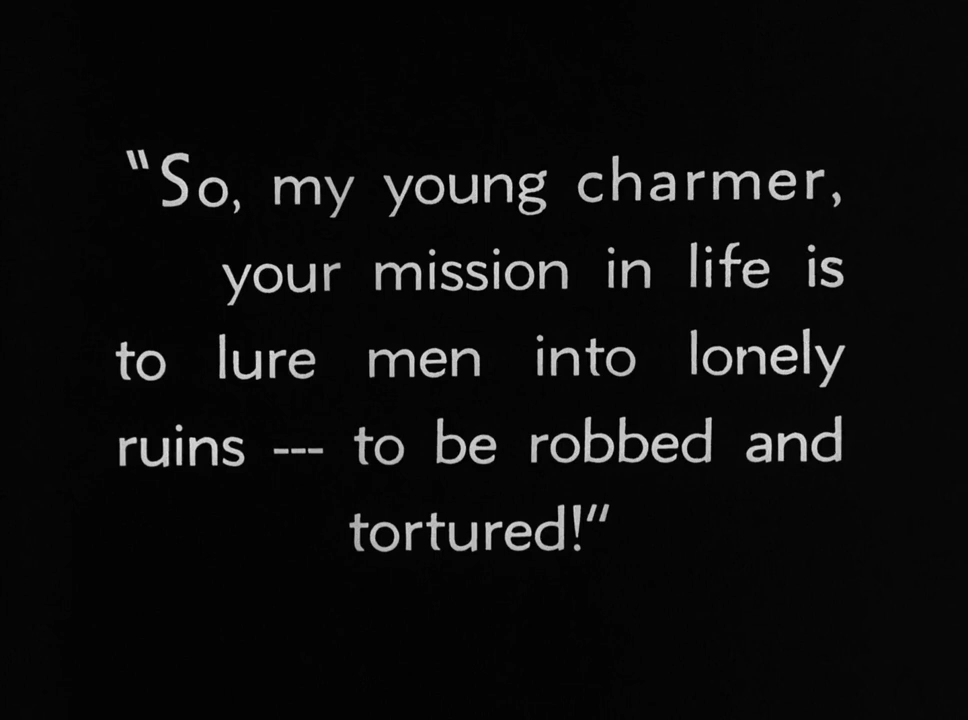 "So, my young charmer,
your mission in life is
to lure men into lonely
ruins --- to be robbed and
tortured!"